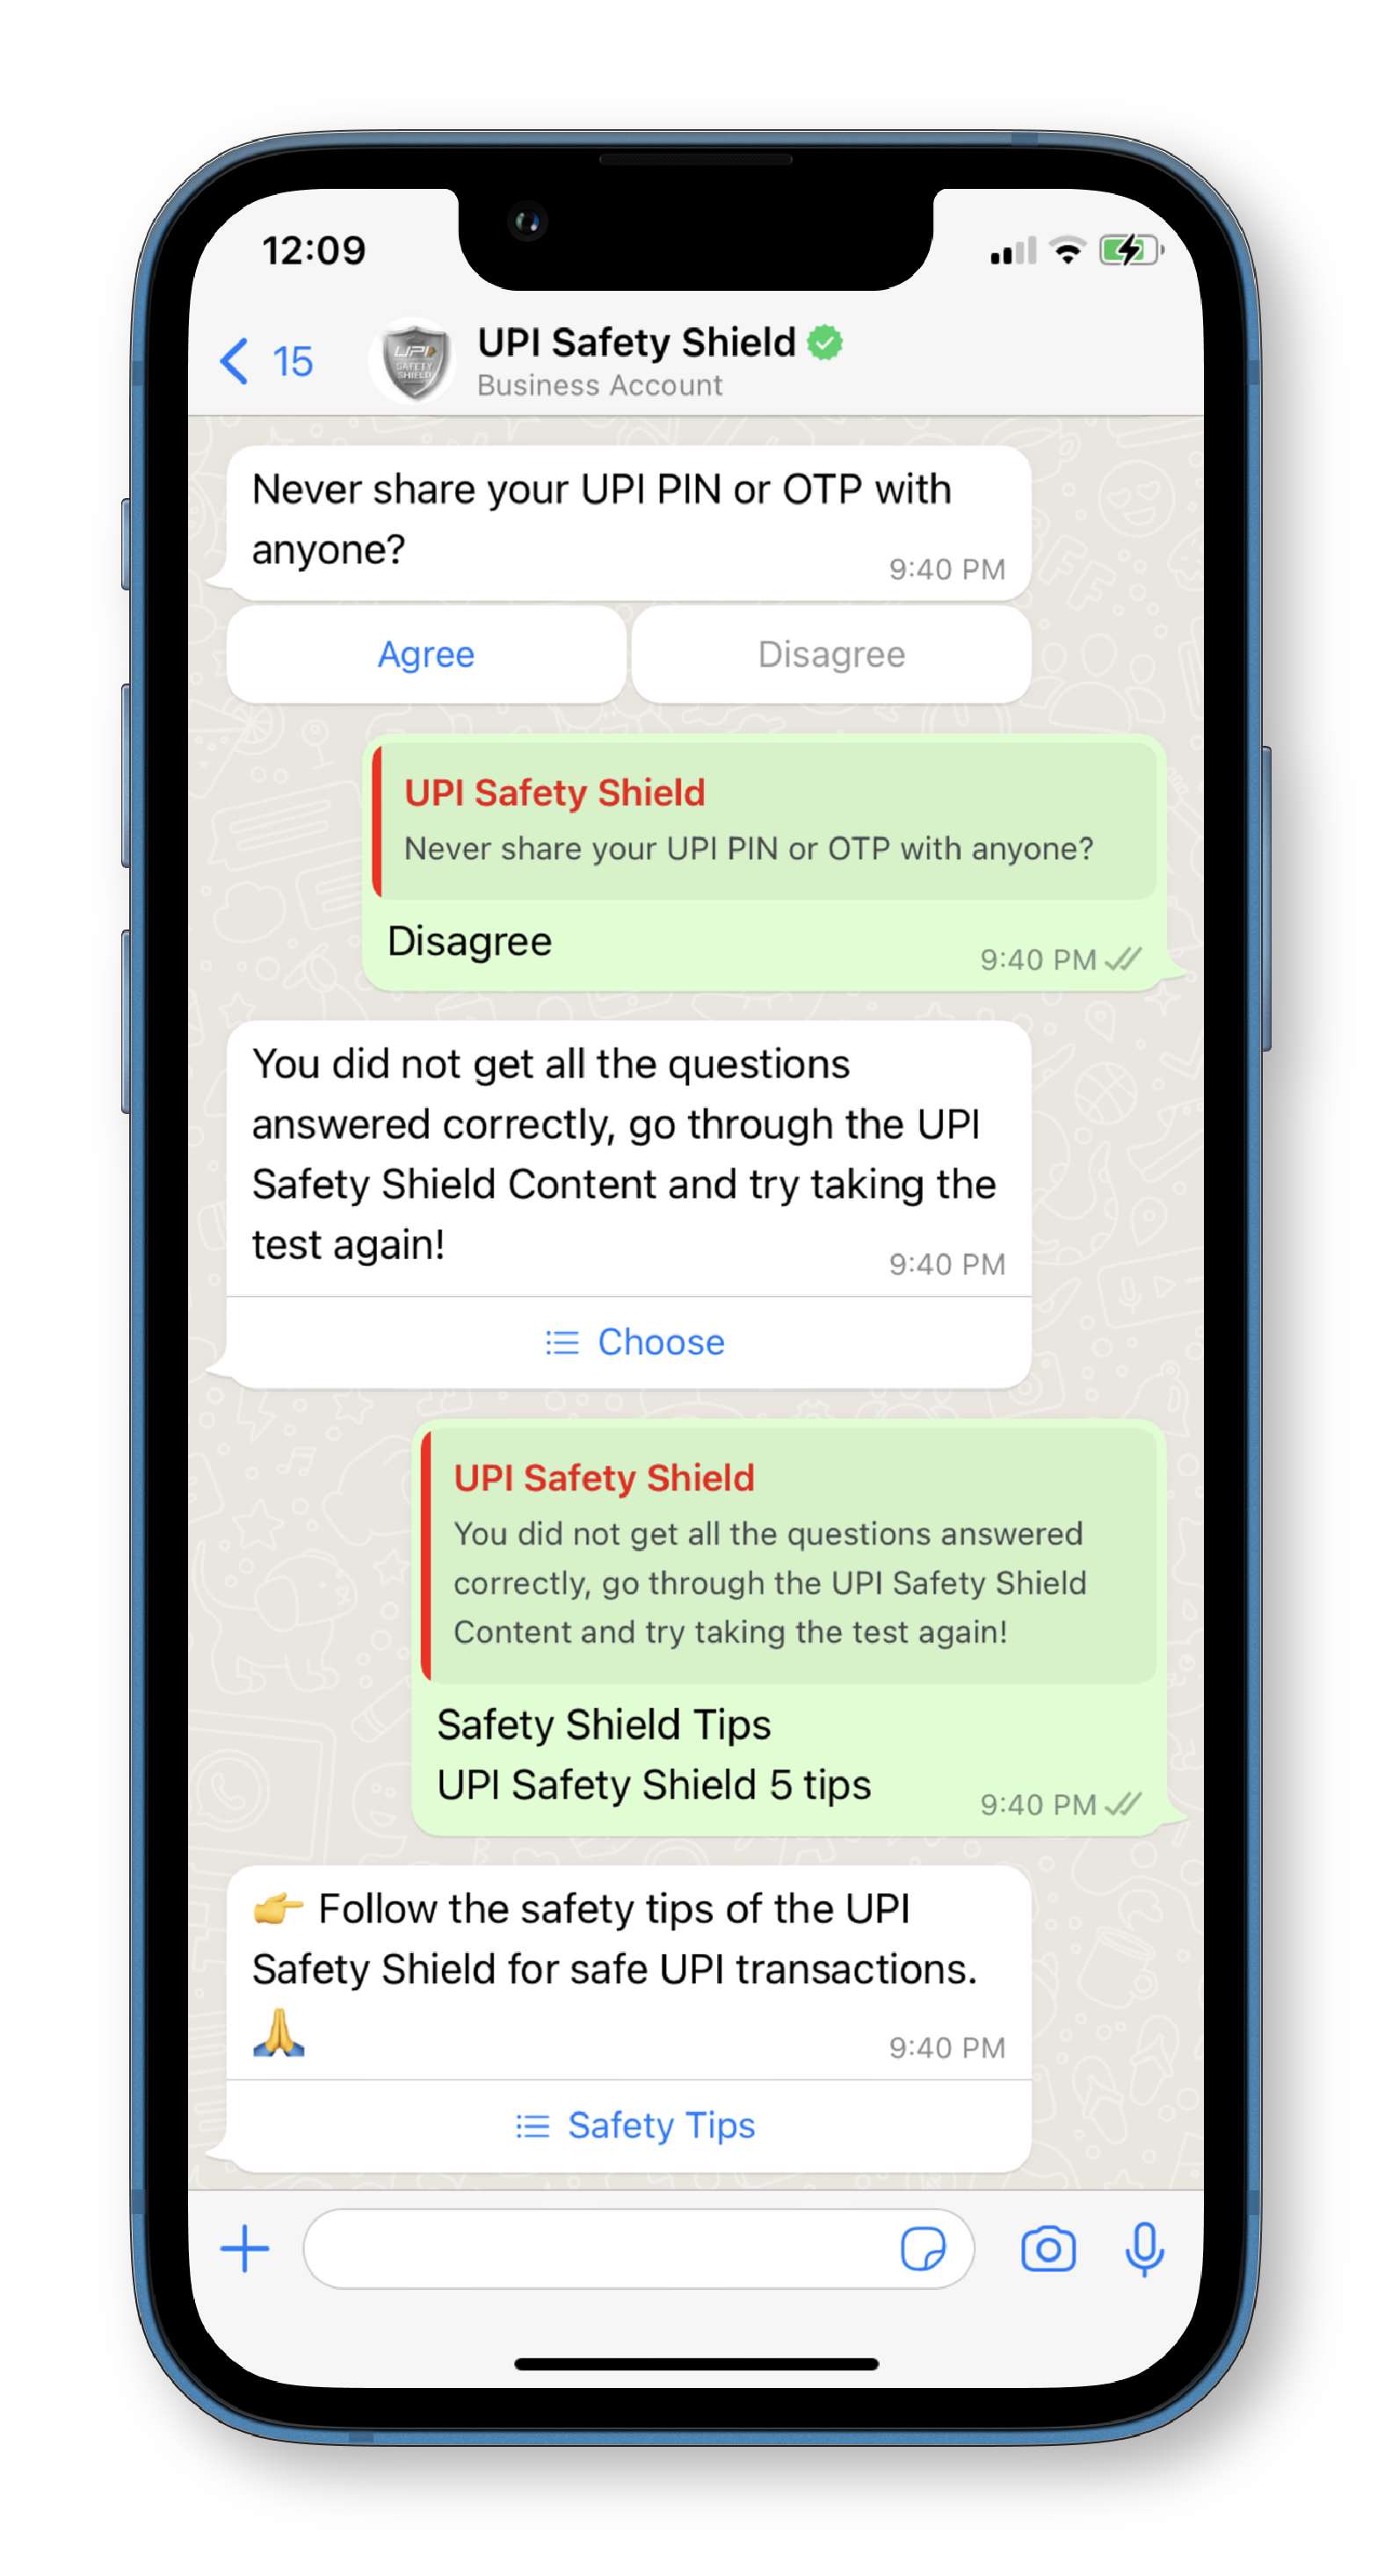 12:09
15
UPI
SAFETY
SHIELD
UPI Safety Shield
Business Account
Never share your UPI PIN or OTP with
anyone?
9:40 PM
Agree
Disagree
UPI Safety Shield
Never share your UPI PIN or OTP with anyone?
Disagree
9:40 PM
You did not get all the questions
answered correctly, go through the UPI
Safety Shield Content and try taking the
test again!
9:40 PM
Choose
UPI Safety Shield
You did not get all the questions answered
correctly, go through the UPI Safety Shield
Content and try taking the test again!
Safety Shield Tips
UPI Safety Shield 5 tips
9:40 PM
👉 Follow the safety tips of the UPI
Safety Shield for safe UPI transactions.
🙏
9:40 PM
Safety Tips